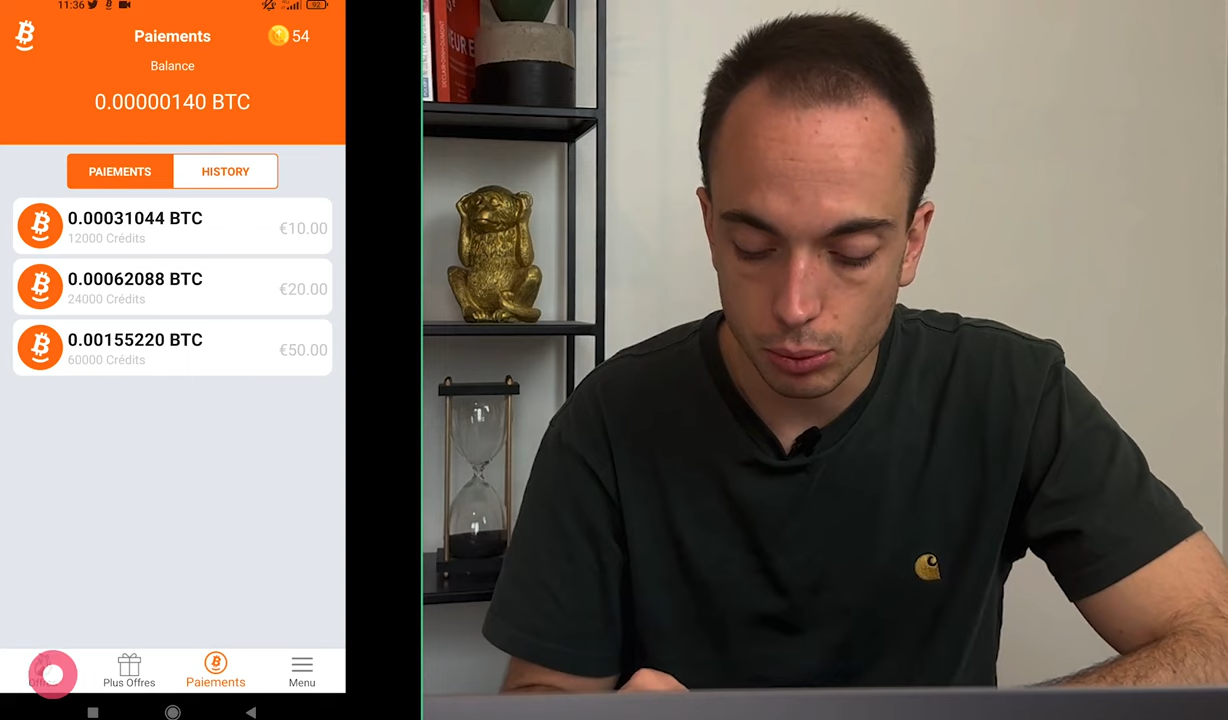 11:36
92
Paiements
54
Balance
0.00000140 BTC
PAIEMENTS
HISTORY
0.00031044 BTC
12000 Crédits
€10.00
0.00062088 BTC
24000 Crédits
€20.00
0.00155220 BTC
60000 Crédits
€50.00
Plus Offres
Paiements
Menu